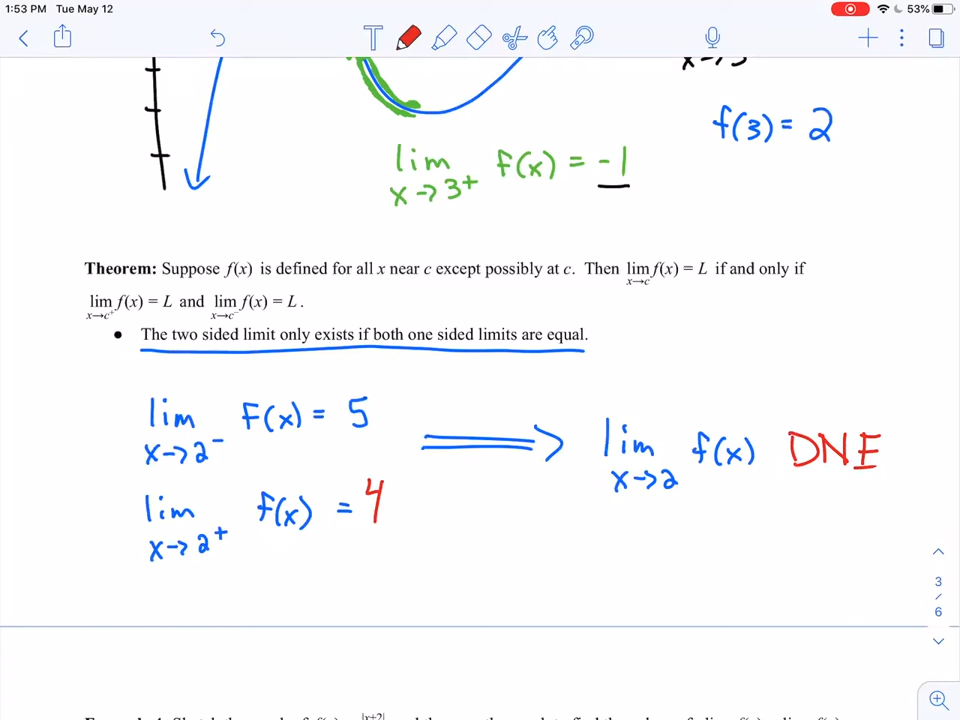 1:53 PM Tue May 12
53%
T
x→3
f(3) = 2
lim f(x) = -1
x→3⁺
Theorem: Suppose f(x) is defined for all x near c except possibly at c. Then lim f(x) = L if and only if
x→c
lim f(x) = L and lim f(x) = L.
x→c⁺ x→c⁻
• The two sided limit only exists if both one sided limits are equal.
lim f(x) = 5
x→2⁻
lim f(x) DNE
x→2
lim f(x) = 4
x→2⁺
3
/
6